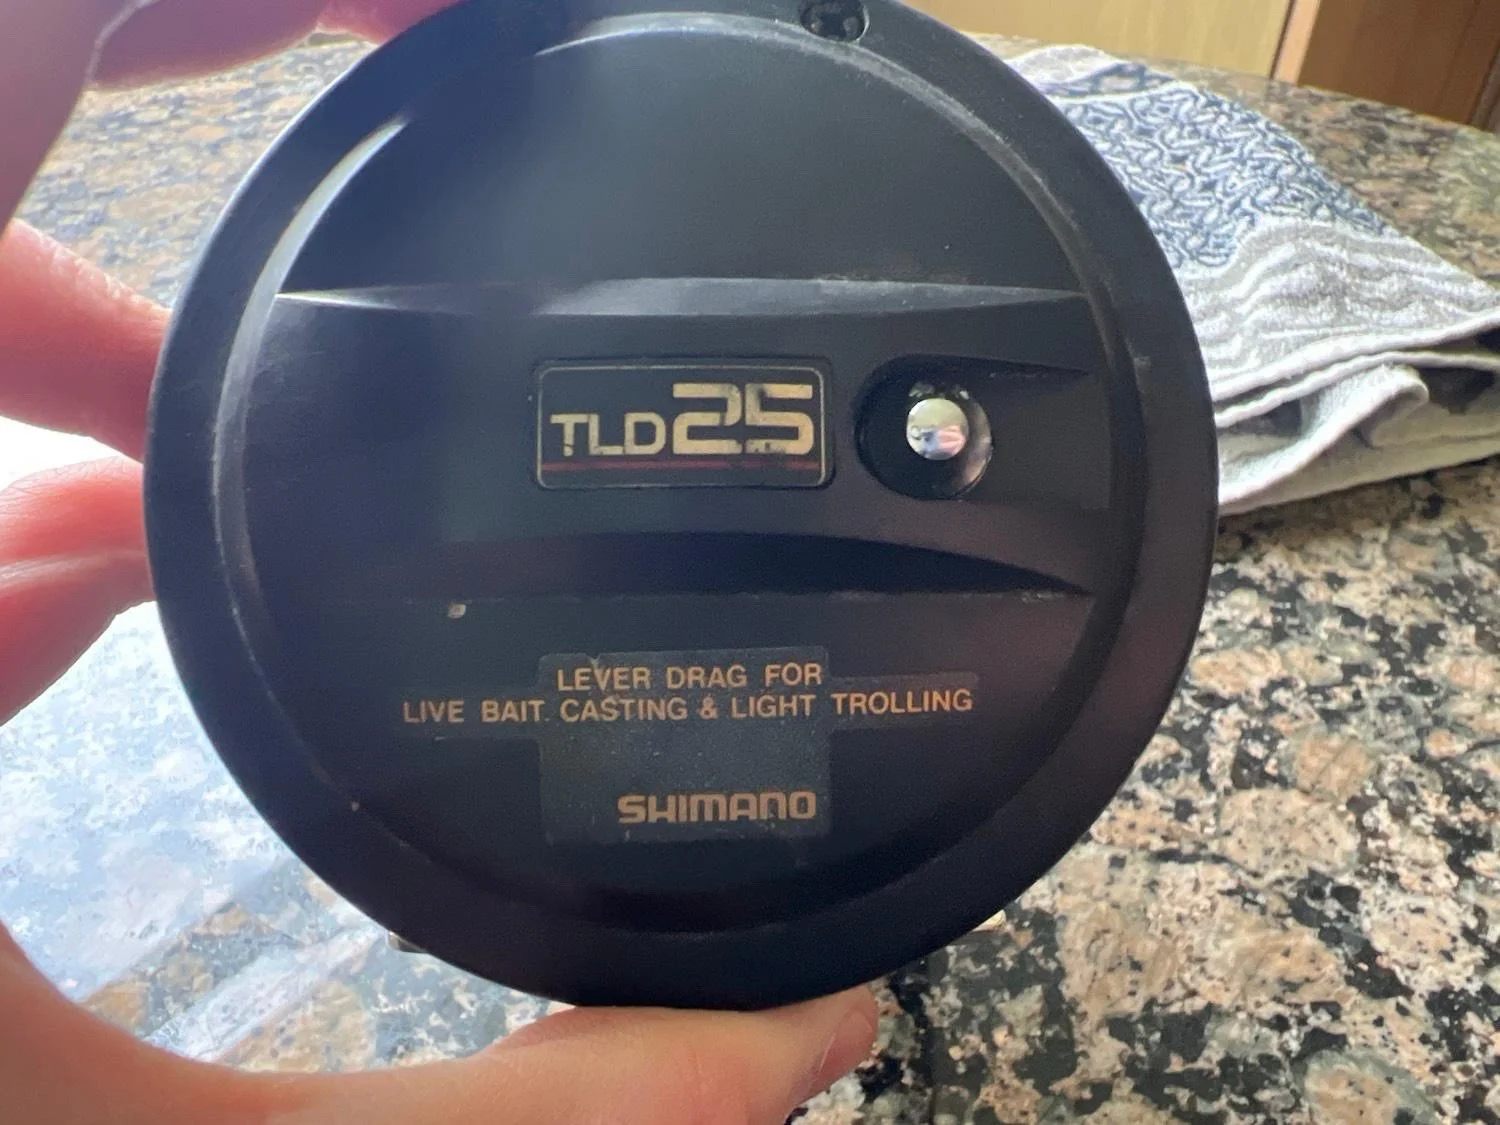 TLD25
LEVER DRAG FOR
LIVE BAIT CASTING & LIGHT TROLLING
SHIMANO